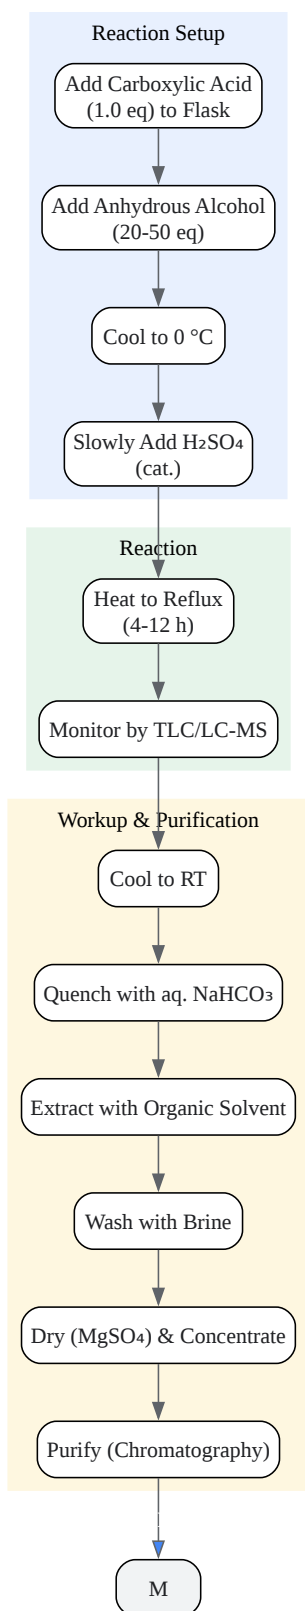 Reaction Setup
Add Carboxylic Acid
(1.0 eq) to Flask
Add Anhydrous Alcohol
(20-50 eq)
Cool to 0 °C
Slowly Add H₂SO₄
(cat.)
Reaction
Heat to Reflux
(4-12 h)
Monitor by TLC/LC-MS
Workup & Purification
Cool to RT
Quench with aq. NaHCO₃
Extract with Organic Solvent
Wash with Brine
Dry (MgSO₄) & Concentrate
Purify (Chromatography)
M